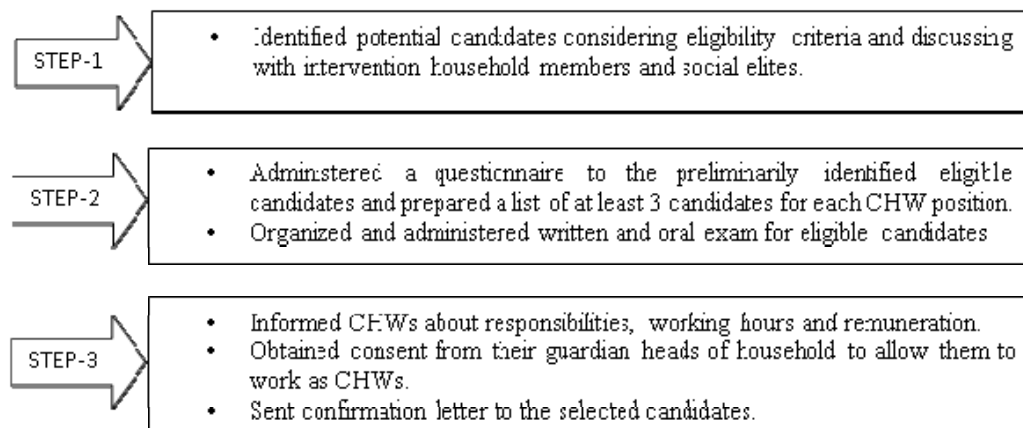 STEP-1
• Identified potential candidates considering eligibility criteria and discussing
with intervention household members and social elites.
STEP-2
• Administered a questionnaire to the preliminarily identified eligible
candidates and prepared a list of at least 3 candidates for each CHW position.
• Organized and administered written and oral exam for eligible candidates
STEP-3
• Informed CHWs about responsibilities, working hours and remuneration.
• Obtained consent from their guardian heads of household to allow them to
work as CHWs.
• Sent confirmation letter to the selected candidates.